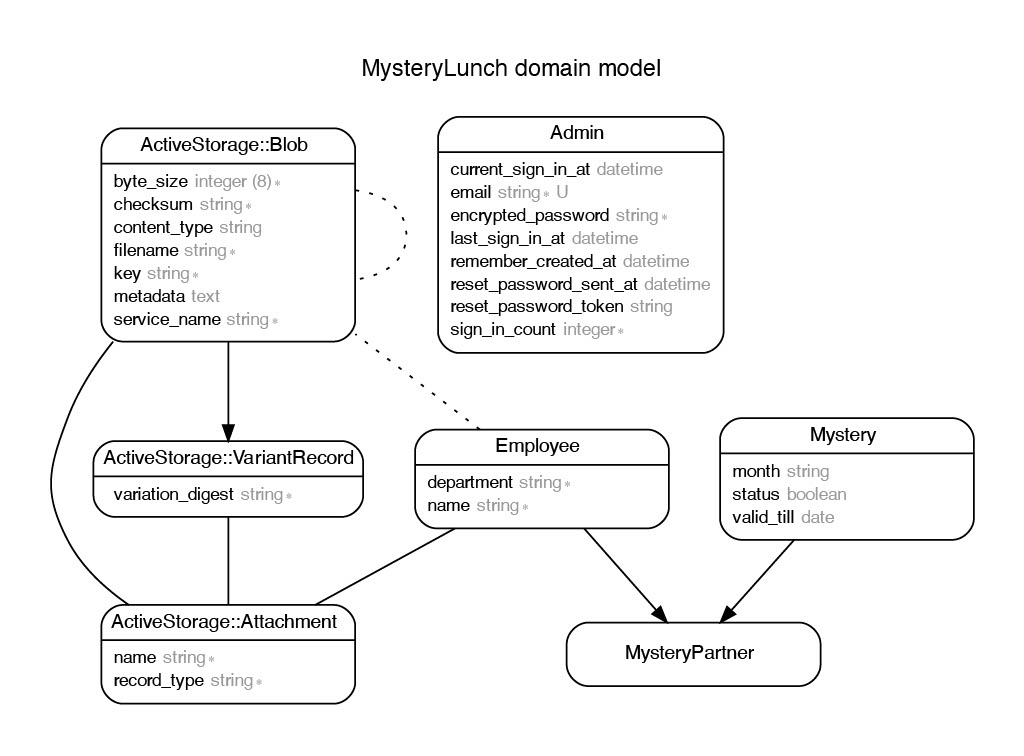 MysteryLunch domain model
ActiveStorage::Blob
byte_size integer (8)∗
checksum string∗
content_type string
filename string∗
key string∗
metadata text
service_name string∗
Admin
current_sign_in_at datetime
email string∗ U
encrypted_password string∗
last_sign_in_at datetime
remember_created_at datetime
reset_password_sent_at datetime
reset_password_token string
sign_in_count integer∗
ActiveStorage::VariantRecord
variation_digest string∗
Employee
department string∗
name string∗
Mystery
month string
status boolean
valid_till date
ActiveStorage::Attachment
name string∗
record_type string∗
MysteryPartner